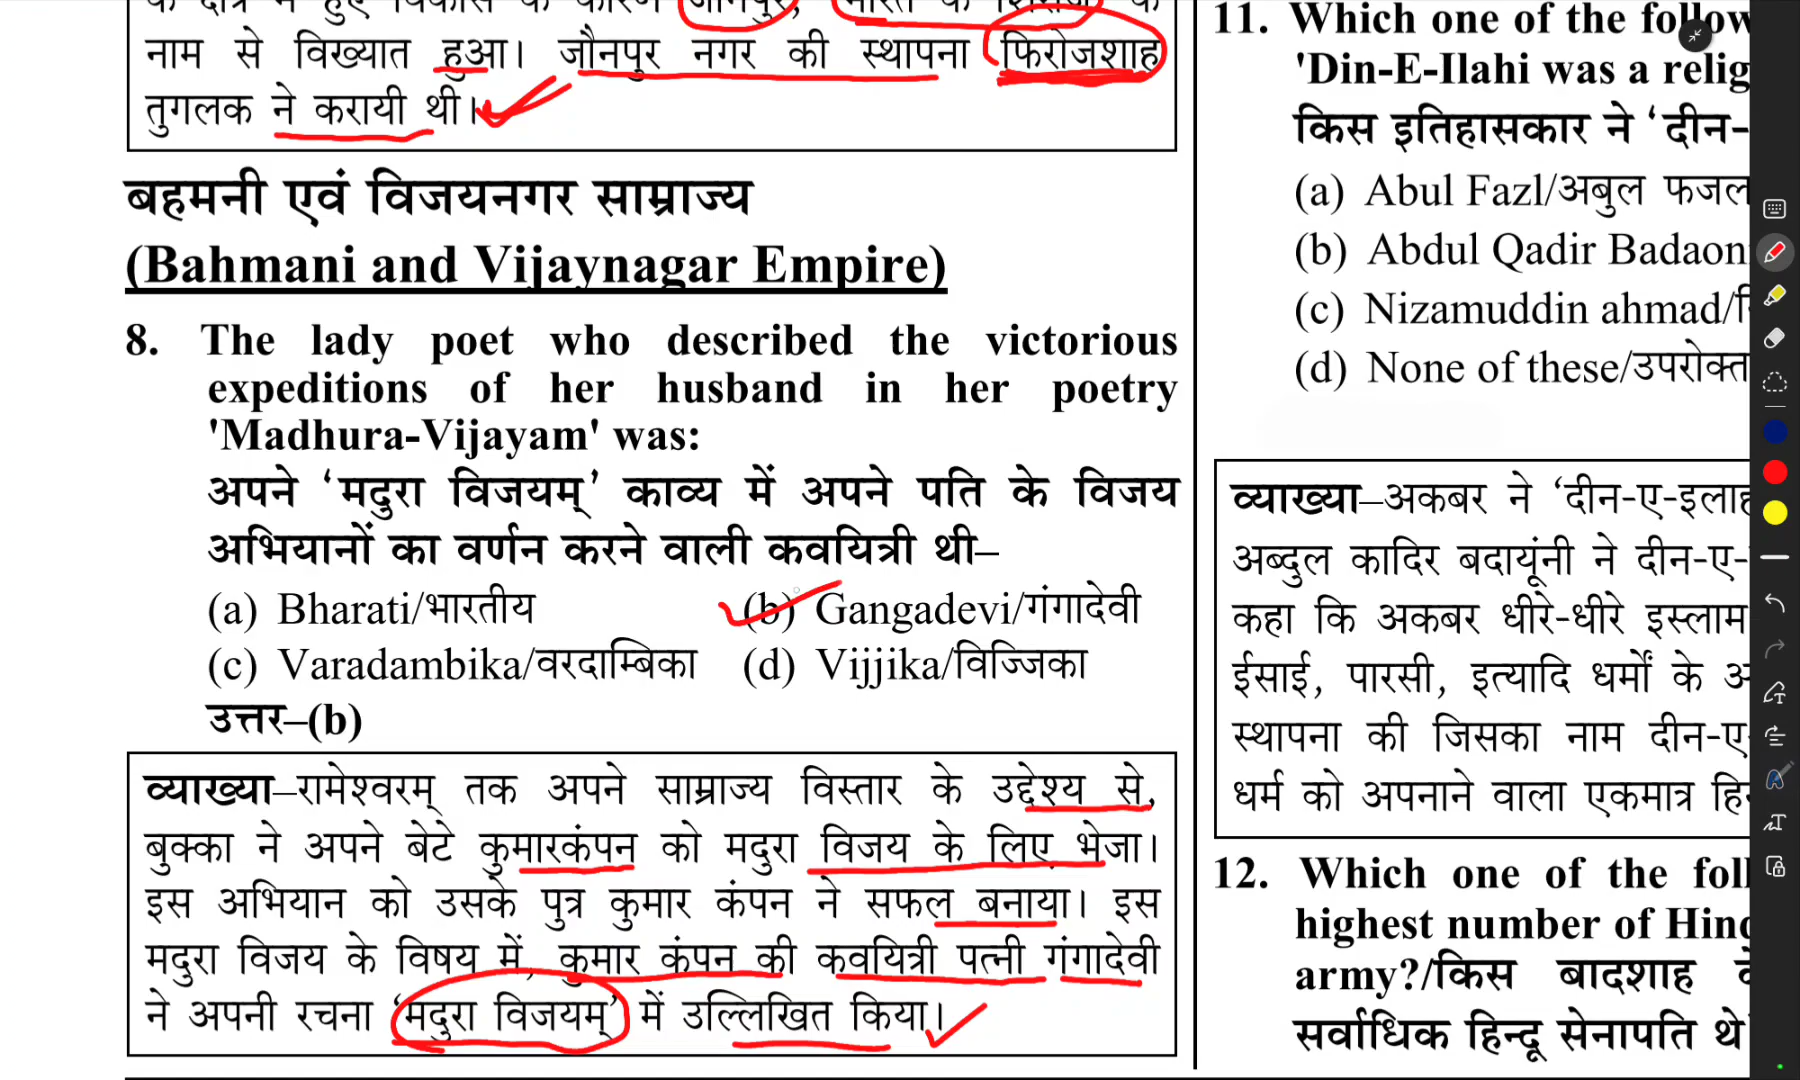 के क्षेत्र में हुए विकास के कारण जौनपुर, भारत के शिराज के
नाम से विख्यात हुआ। जौनपुर नगर की स्थापना फिरोजशाह
तुगलक ने करायी थी।
बहमनी एवं विजयनगर साम्राज्य
(Bahmani and Vijaynagar Empire)
8. The lady poet who described the victorious
expeditions of her husband in her poetry
'Madhura-Vijayam' was:
अपने ‘मदुरा विजयम्’ काव्य में अपने पति के विजय
अभियानों का वर्णन करने वाली कवयित्री थी–
(a) Bharati/भारतीय (b) Gangadevi/गंगादेवी
(c) Varadambika/वरदाम्बिका (d) Vijjika/विज्जिका
उत्तर–(b)
व्याख्या–रामेश्वरम् तक अपने साम्राज्य विस्तार के उद्देश्य से,
बुक्का ने अपने बेटे कुमारकंपन को मदुरा विजय के लिए भेजा।
इस अभियान को उसके पुत्र कुमार कंपन ने सफल बनाया। इस
मदुरा विजय के विषय में, कुमार कंपन की कवयित्री पत्नी गंगादेवी
ने अपनी रचना ‘मदुरा विजयम्’ में उल्लिखित किया।
11. Which one of the follow
'Din-E-Ilahi was a relig
किस इतिहासकार ने ‘दीन-
(a) Abul Fazl/अबुल फजल
(b) Abdul Qadir Badaon
(c) Nizamuddin ahmad/
(d) None of these/उपरोक्त
व्याख्या–अकबर ने ‘दीन-ए-इलाह
अब्दुल कादिर बदायूंनी ने दीन-ए-
कहा कि अकबर धीरे-धीरे इस्लाम
ईसाई, पारसी, इत्यादि धर्मों के अ
स्थापना की जिसका नाम दीन-ए
धर्म को अपनाने वाला एकमात्र हि
12. Which one of the foll
highest number of Hind
army?/किस बादशाह के
सर्वाधिक हिन्दू सेनापति थे